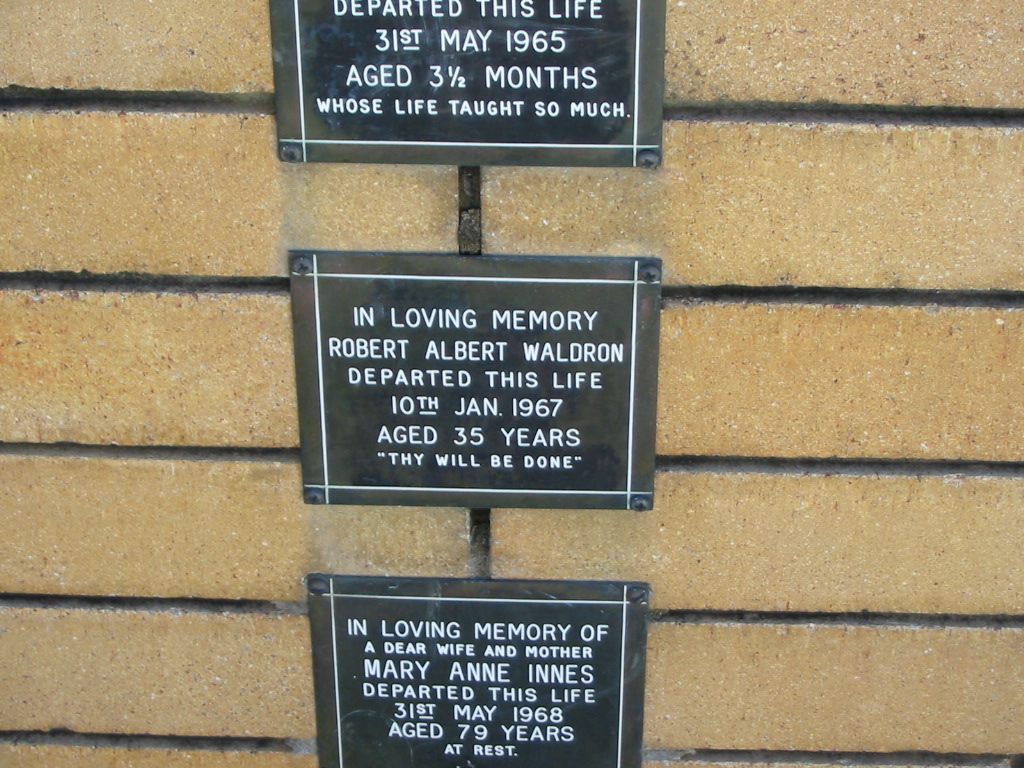 DEPARTED THIS LIFE
31ST MAY 1965
AGED 3½ MONTHS
WHOSE LIFE TAUGHT SO MUCH.
IN LOVING MEMORY
ROBERT ALBERT WALDRON
DEPARTED THIS LIFE
10TH JAN. 1967
AGED 35 YEARS
"THY WILL BE DONE"
IN LOVING MEMORY OF
A DEAR WIFE AND MOTHER
MARY ANNE INNES
DEPARTED THIS LIFE
31ST MAY 1968
AGED 79 YEARS
AT REST.